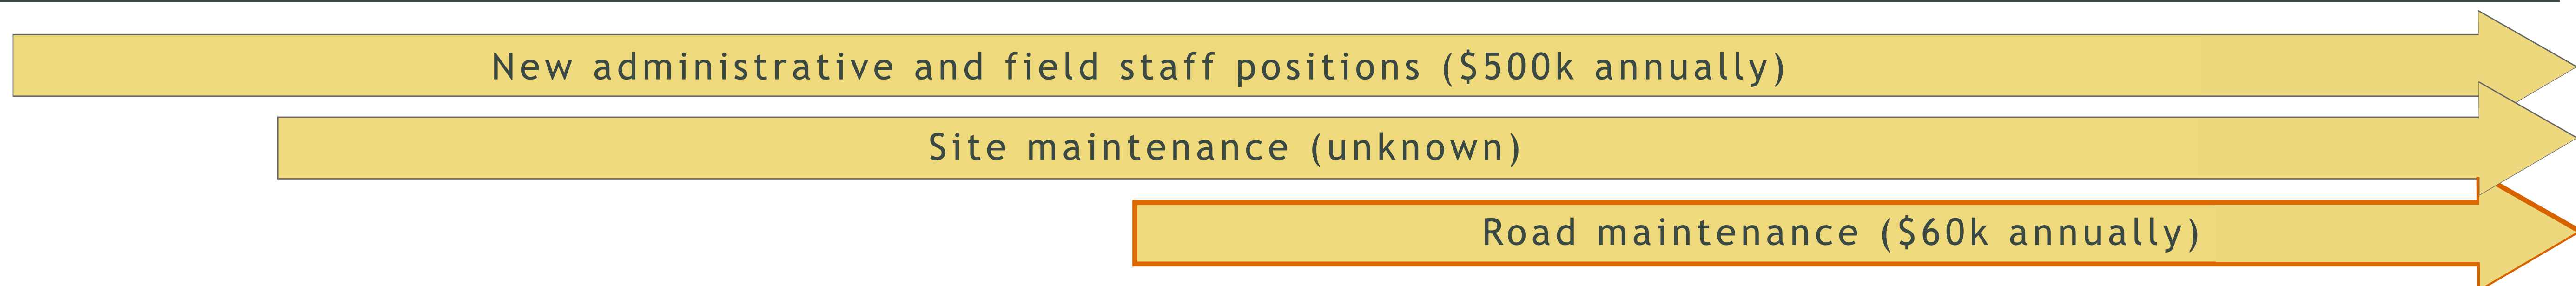 New administrative and field staff positions ($500k annually)
Site maintenance (unknown)
Road maintenance ($60k annually)